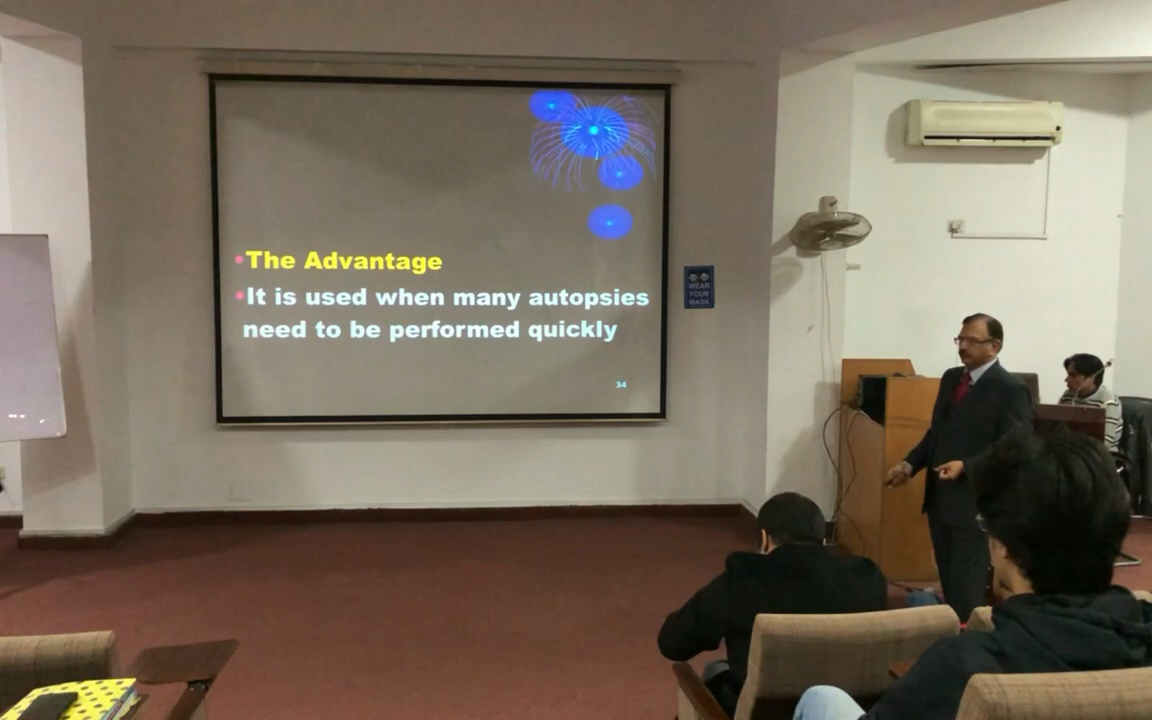 •The Advantage
•It is used when many autopsies
need to be performed quickly
34
WEAR
YOUR
MASK